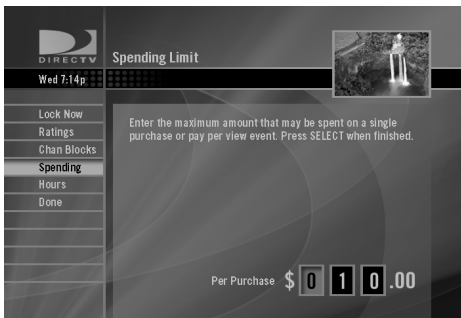 DIRECTV
Spending Limit
Wed 7:14p
Lock Now
Ratings
Chan Blocks
Spending
Hours
Done
Enter the maximum amount that may be spent on a single
purchase or pay per view event. Press SELECT when finished.
Per Purchase $ 0 1 0 .00